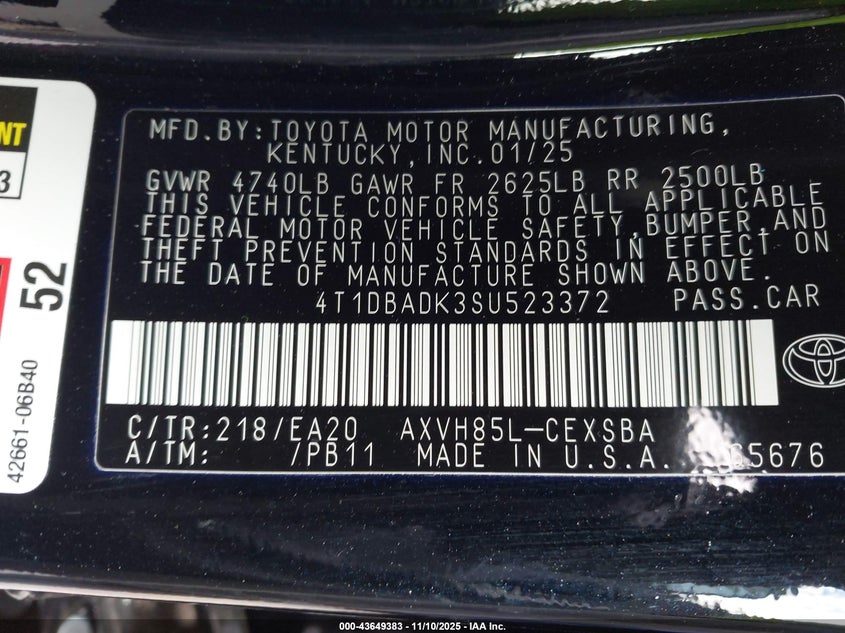 NT
3
52
42661-06B40
MFD.BY:TOYOTA MOTOR MANUFACTURING,
KENTUCKY,INC.01/25
GVWR 4740LB GAWR FR 2625LB RR 2500LB
THIS VEHICLE CONFORMS TO ALL APPLICABLE
FEDERAL MOTOR VEHICLE SAFETY,BUMPER,AND
THEFT PREVENTION STANDARDS IN EFFECT ON
THE DATE OF MANUFACTURE SHOWN ABOVE.
4T1DBADK3SU523372 PASS.CAR
C/TR:218/EA20 AXVH85L-CEXSBA
A/TM: /PB11 MADE IN U.S.A. 5676
000-43649383 - 11/10/2025 - IAA Inc.